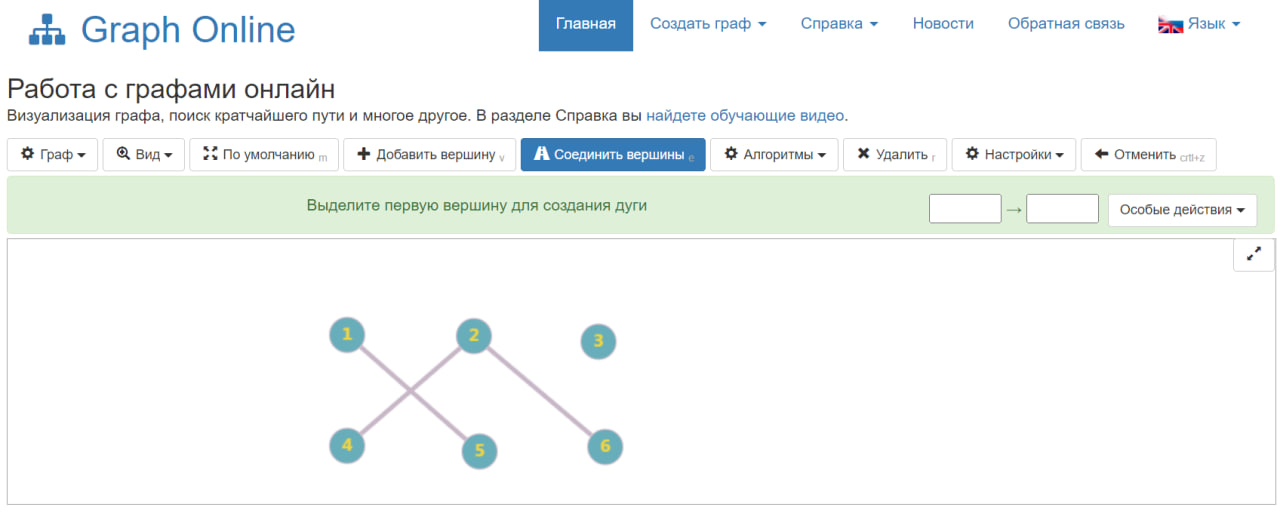 Graph Online
Главная Создать граф Справка Новости Обратная связь Язык
Работа с графами онлайн
Визуализация графа, поиск кратчайшего пути и многое другое. В разделе Справка вы найдете обучающие видео.
Граф Вид По умолчанию m Добавить вершину v Соединить вершины e Алгоритмы Удалить r Настройки Отменить crtl+z
Выделите первую вершину для создания дуги → Особые действия
1 2 3
4 5 6